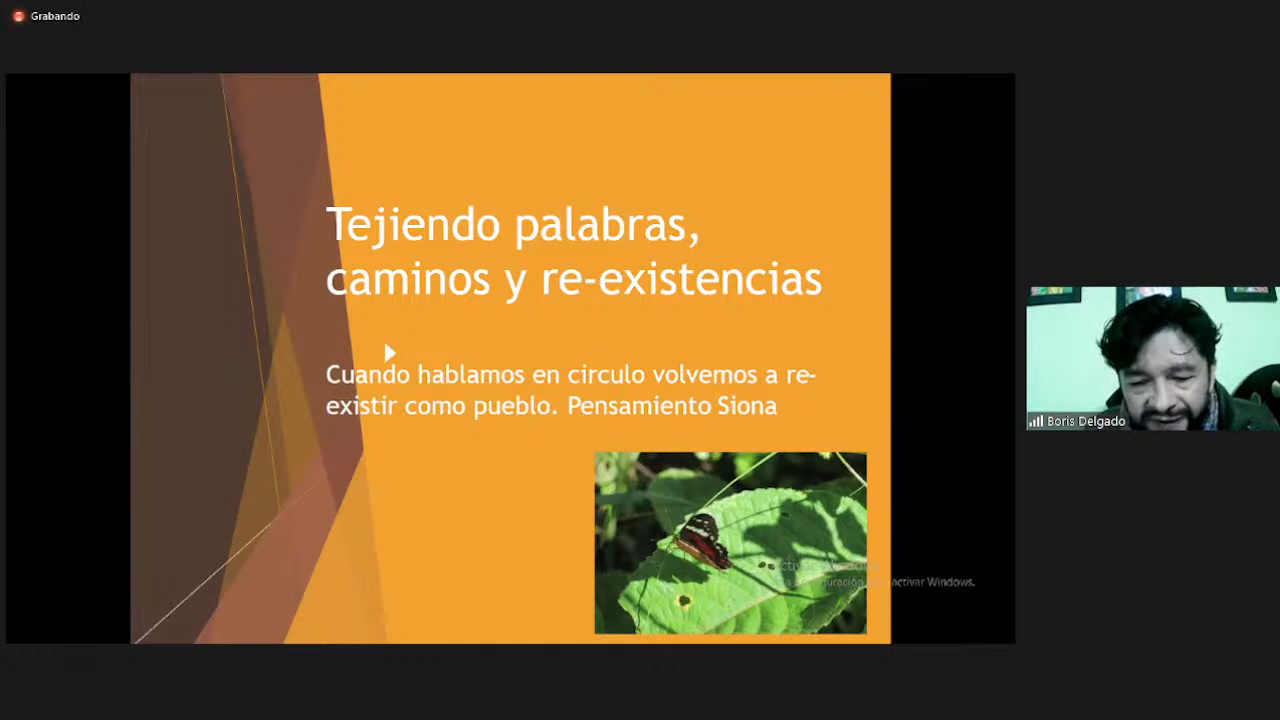 Grabando
Tejiendo palabras,
caminos y re-existencias
Cuando hablamos en circulo volvemos a re-
existir como pueblo. Pensamiento Siona
activar Windows.
Boris Delgado